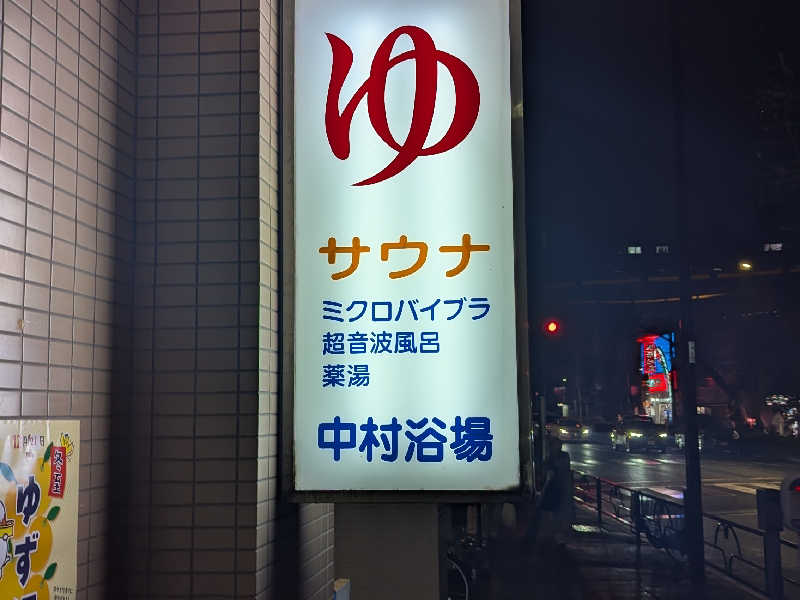 ゆ
サウナ
ミクロバイブラ
超音波風呂
薬湯
中村浴場
ゆず